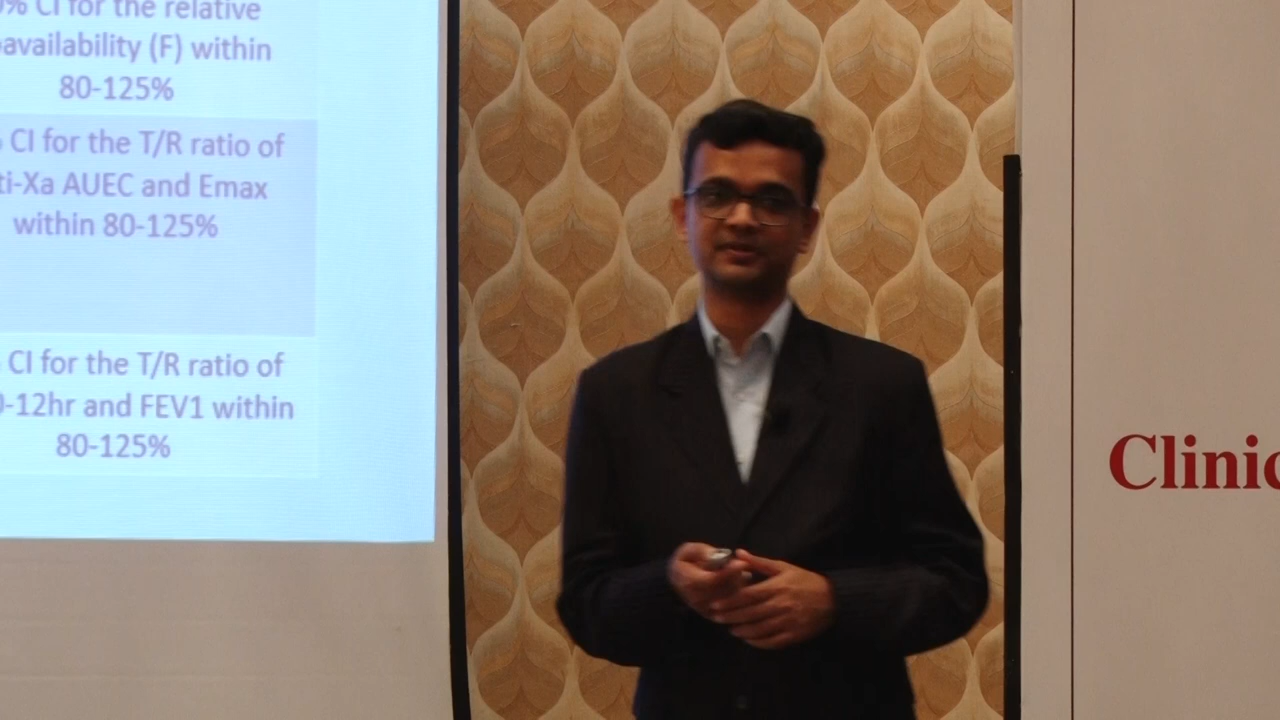 % CI for the relative
availability (F) within
80-125%
CI for the T/R ratio of
ti-Xa AUEC and Emax
within 80-125%
CI for the T/R ratio of
-12hr and FEV1 within
80-125%
Clinic